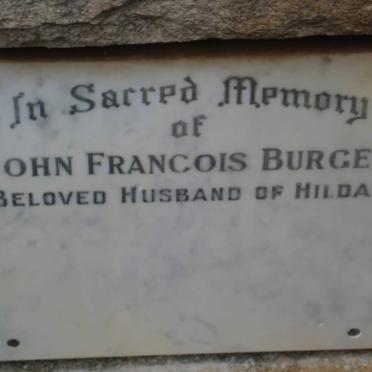 In Sacred Memory
of
OHN FRANCOIS BURGE
BELOVED HUSBAND OF HILDA